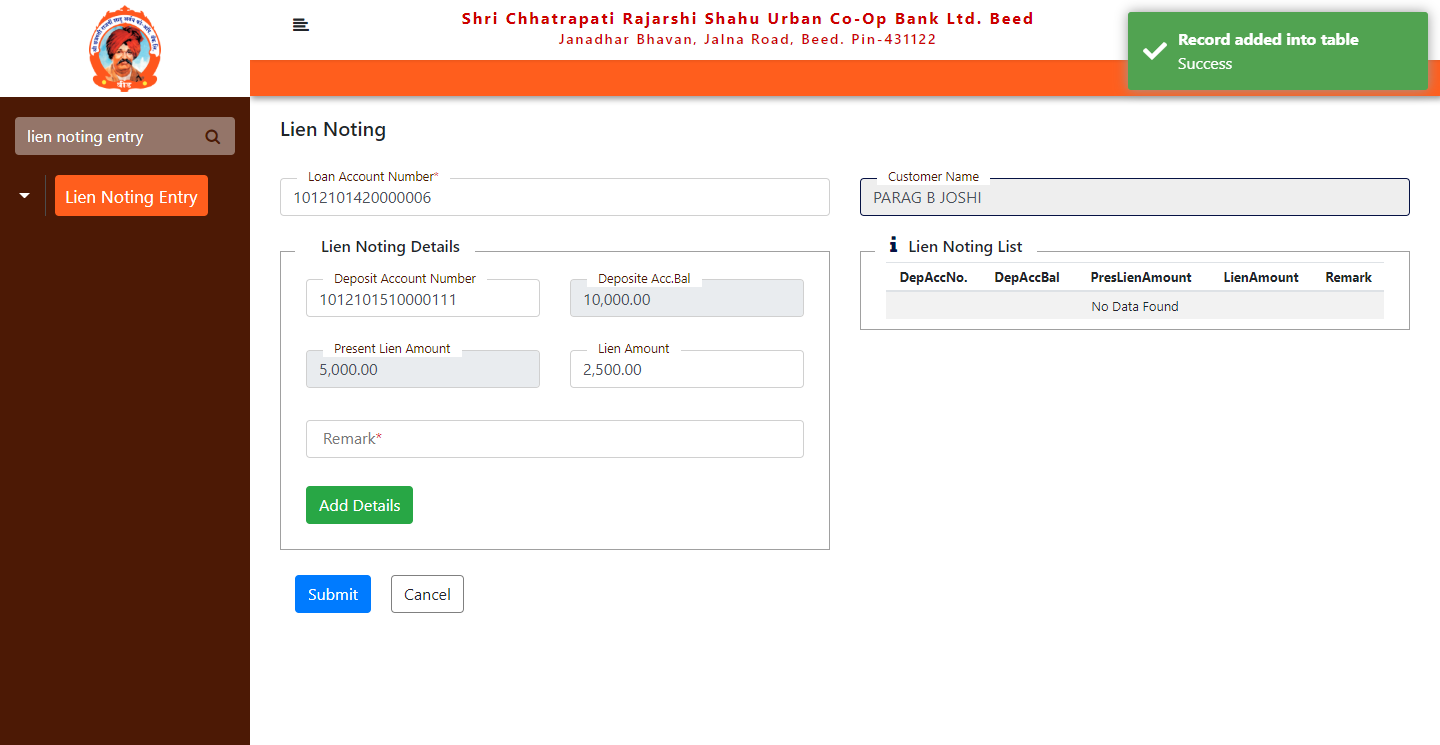 Shri Chhatrapati Rajarshi Shahu Urban Co-Op Bank Ltd. Beed
Janadhar Bhavan, Jalna Road, Beed. Pin-431122
Record added into table
Success
lien noting entry
Lien Noting Entry
Lien Noting
Loan Account Number*
1012101420000006
Customer Name
PARAG B JOSHI
Lien Noting Details
Deposit Account Number
1012101510000111
Deposite Acc.Bal
10,000.00
Present Lien Amount
5,000.00
Lien Amount
2,500.00
Remark*
Add Details
Submit Cancel
Lien Noting List
DepAccNo. DepAccBal PresLienAmount LienAmount Remark
No Data Found